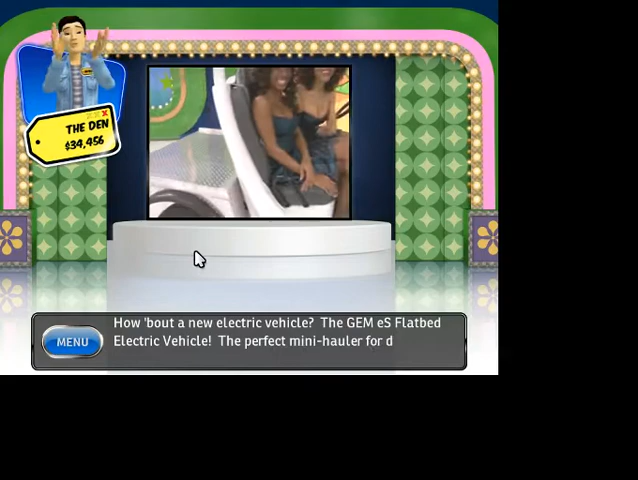 THE DEN
$34,456
How 'bout a new electric vehicle?  The GEM eS Flatbed
Electric Vehicle!  The perfect mini-hauler for d
MENU